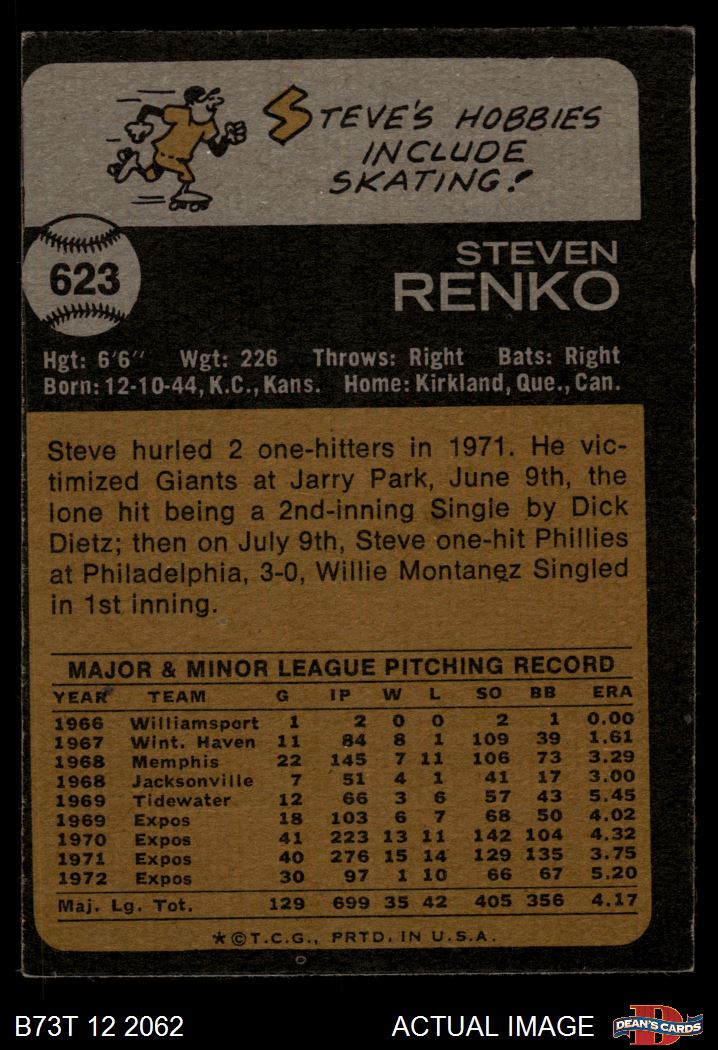 STEVE'S HOBBIES
INCLUDE
SKATING!
623
STEVEN
RENKO
Hgt: 6'6" Wgt: 226 Throws: Right Bats: Right
Born: 12-10-44, K.C., Kans. Home: Kirkland, Que., Can.
Steve hurled 2 one-hitters in 1971. He vic-
timized Giants at Jarry Park, June 9th, the
lone hit being a 2nd-inning Single by Dick
Dietz; then on July 9th, Steve one-hit Phillies
at Philadelphia, 3-0, Willie Montanez Singled
in 1st inning.
MAJOR & MINOR LEAGUE PITCHING RECORD
YEAR TEAM G IP W L SO BB ERA
1966 Williamsport 1 2 0 0 2 1 0.00
1967 Wint. Haven 11 84 8 1 109 39 1.61
1968 Memphis 22 145 7 11 106 73 3.29
1968 Jacksonville 7 51 4 1 41 17 3.00
1969 Tidewater 12 66 3 6 57 43 5.45
1969 Expos 18 103 6 7 68 50 4.02
1970 Expos 41 223 13 11 142 104 4.32
1971 Expos 40 276 15 14 129 135 3.75
1972 Expos 30 97 1 10 66 67 5.20
Maj. Lg. Tot. 129 699 35 42 405 356 4.17
*©T.C.G., PRTD. IN U.S.A.
B73T 12 2062 ACTUAL IMAGE DEAN'S CARDS